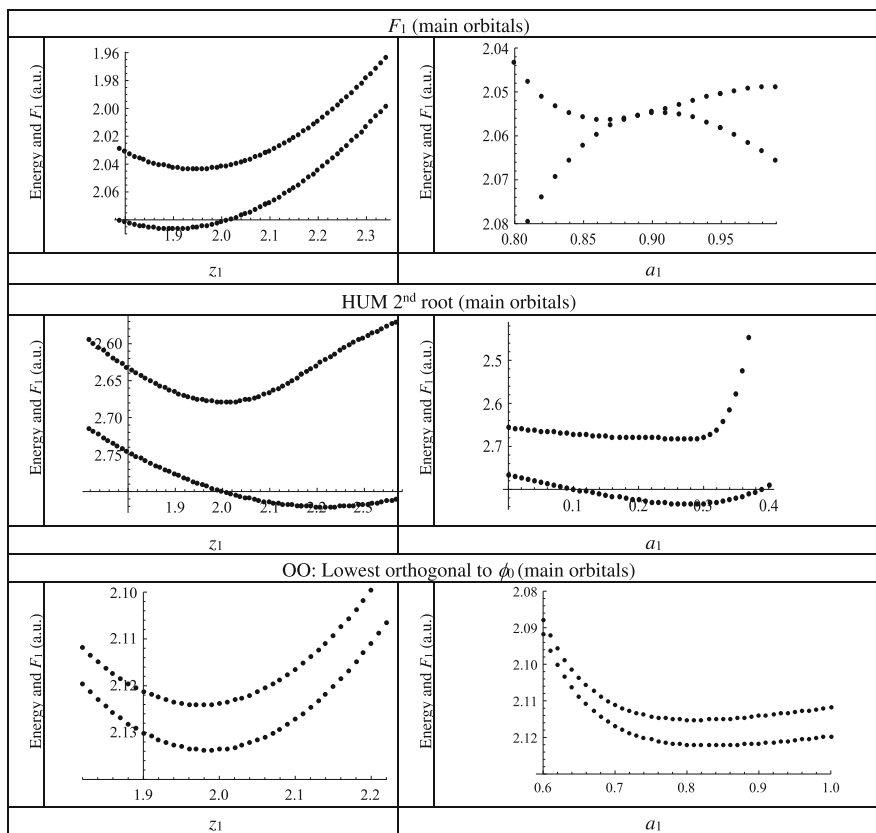 F₁ (main orbitals)
Energy and F₁ (a.u.)
1.96
1.98
2.00
2.02
2.04
2.06
1.9 2.0 2.1 2.2 2.3
z₁
Energy and F₁ (a.u.)
2.04
2.05
2.06
2.07
2.08
0.80 0.85 0.90 0.95
a₁
HUM 2ⁿᵈ root (main orbitals)
Energy and F₁ (a.u.)
2.60
2.65
2.70
2.75
1.9 2.0 2.1 2.2 2.3
z₁
Energy and F₁ (a.u.)
2.5
2.6
2.7
0.1 0.2 0.3 0.4
a₁
OO: Lowest orthogonal to ϕ₀ (main orbitals)
Energy and F₁ (a.u.)
2.10
2.11
2.12
2.13
1.9 2.0 2.1 2.2
z₁
Energy and F₁ (a.u.)
2.08
2.09
2.10
2.11
2.12
0.6 0.7 0.8 0.9 1.0
a₁